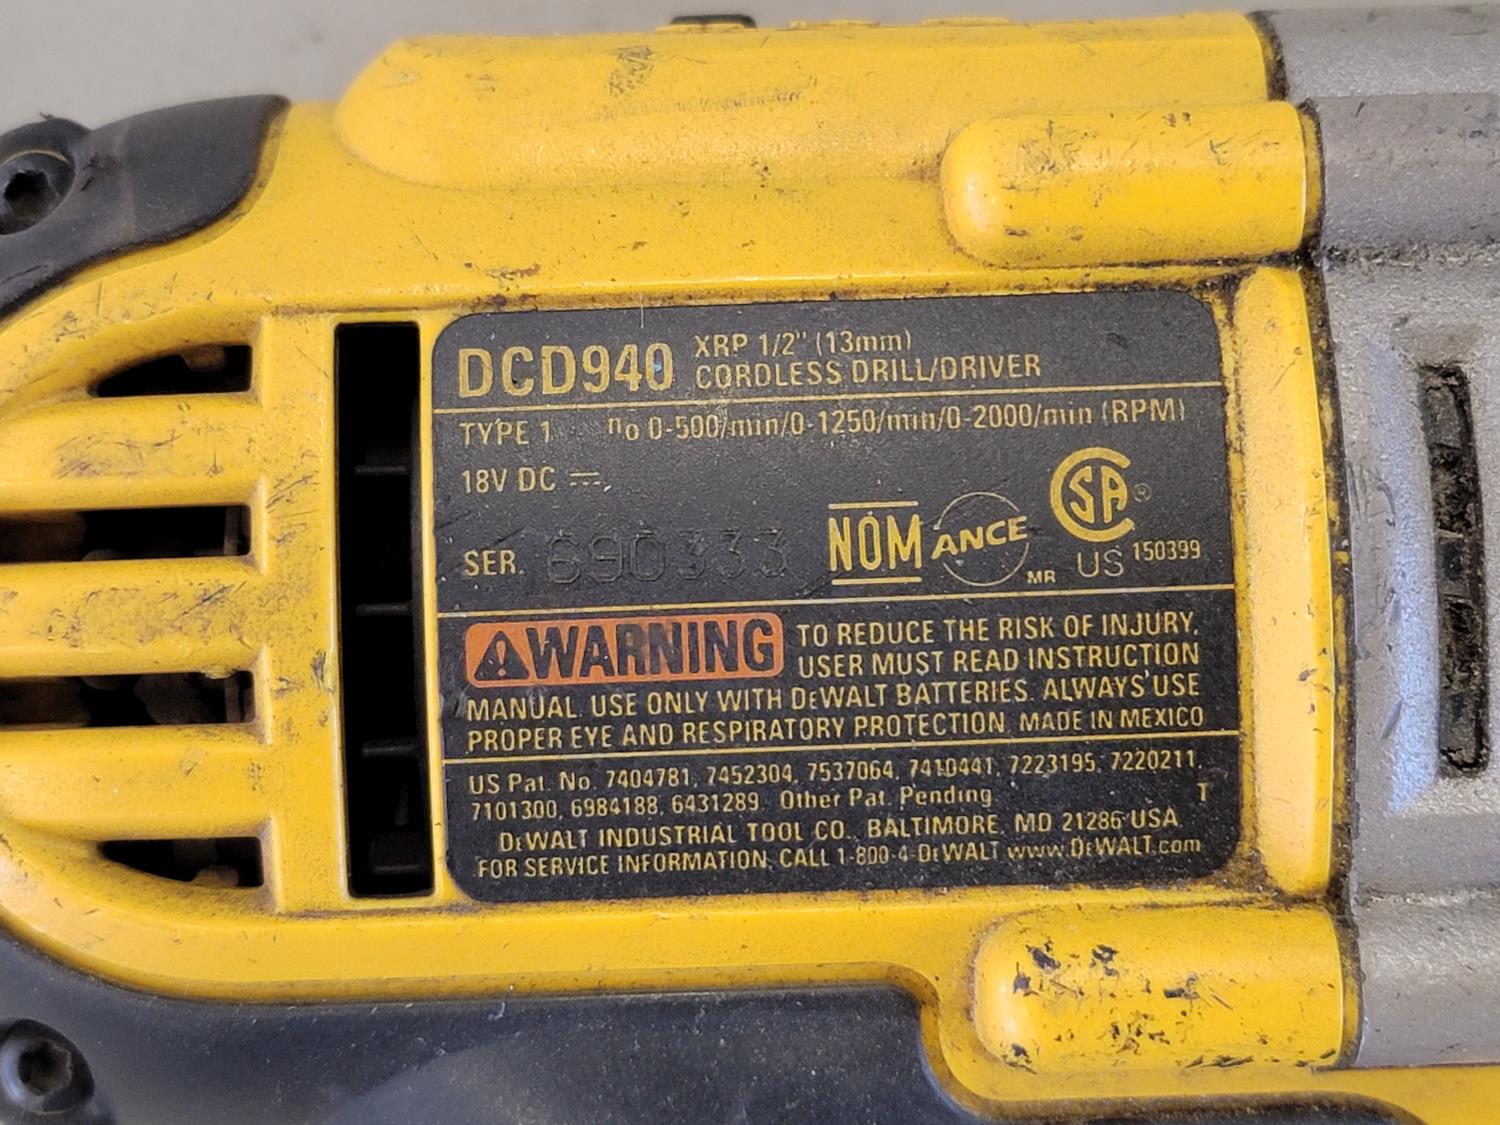 DCD940 XRP 1/2" (13mm)
CORDLESS DRILL/DRIVER
TYPE 1 no 0-500/min/0-1250/min/0-2000/min (RPM)
18V DC
SER. 690333 NOM ANCE MR CSA ® US 150399
WARNING TO REDUCE THE RISK OF INJURY,
USER MUST READ INSTRUCTION
MANUAL. USE ONLY WITH DEWALT BATTERIES. ALWAYS USE
PROPER EYE AND RESPIRATORY PROTECTION. MADE IN MEXICO
US Pat. No. 7404781, 7452304, 7537064, 7410441, 7223195, 7220211,
7101300, 6984188, 6431289. Other Pat. Pending. T
DEWALT INDUSTRIAL TOOL CO., BALTIMORE, MD 21286 USA
FOR SERVICE INFORMATION, CALL 1-800-4-DEWALT www.DEWALT.com